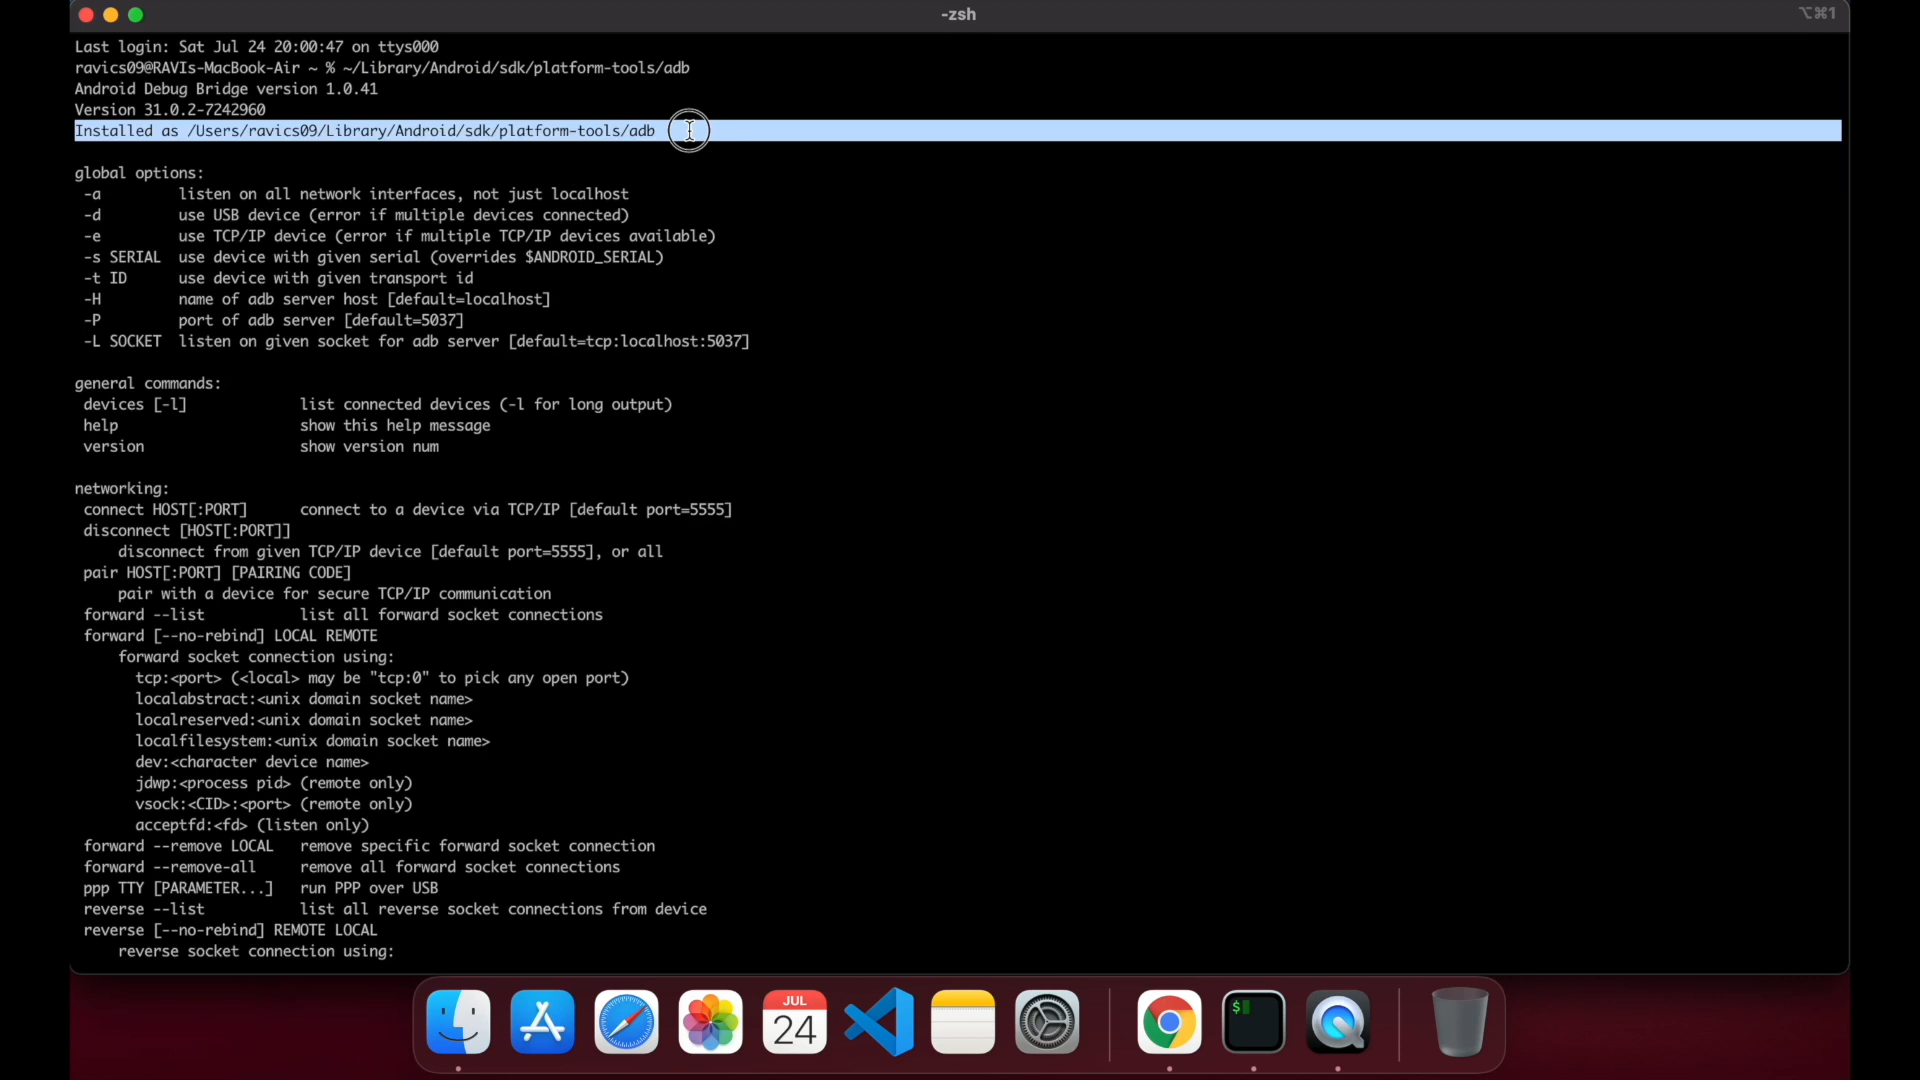 -zsh
⌥⌘1
Last login: Sat Jul 24 20:00:47 on ttys000
ravics09@RAVIs-MacBook-Air ~ % ~/Library/Android/sdk/platform-tools/adb
Android Debug Bridge version 1.0.41
Version 31.0.2-7242960
Installed as /Users/ravics09/Library/Android/sdk/platform-tools/adb
global options:
-a listen on all network interfaces, not just localhost
-d use USB device (error if multiple devices connected)
-e use TCP/IP device (error if multiple TCP/IP devices available)
-s SERIAL use device with given serial (overrides $ANDROID_SERIAL)
-t ID use device with given transport id
-H name of adb server host [default=localhost]
-P port of adb server [default=5037]
-L SOCKET listen on given socket for adb server [default=tcp:localhost:5037]
general commands:
devices [-l] list connected devices (-l for long output)
help show this help message
version show version num
networking:
connect HOST[:PORT] connect to a device via TCP/IP [default port=5555]
disconnect [HOST[:PORT]]
disconnect from given TCP/IP device [default port=5555], or all
pair HOST[:PORT] [PAIRING CODE]
pair with a device for secure TCP/IP communication
forward --list list all forward socket connections
forward [--no-rebind] LOCAL REMOTE
forward socket connection using:
tcp:<port> (<local> may be "tcp:0" to pick any open port)
localabstract:<unix domain socket name>
localreserved:<unix domain socket name>
localfilesystem:<unix domain socket name>
dev:<character device name>
jdwp:<process pid> (remote only)
vsock:<CID>:<port> (remote only)
acceptfd:<fd> (listen only)
forward --remove LOCAL remove specific forward socket connection
forward --remove-all remove all forward socket connections
ppp TTY [PARAMETER...] run PPP over USB
reverse --list list all reverse socket connections from device
reverse [--no-rebind] REMOTE LOCAL
reverse socket connection using:
JUL
24
$